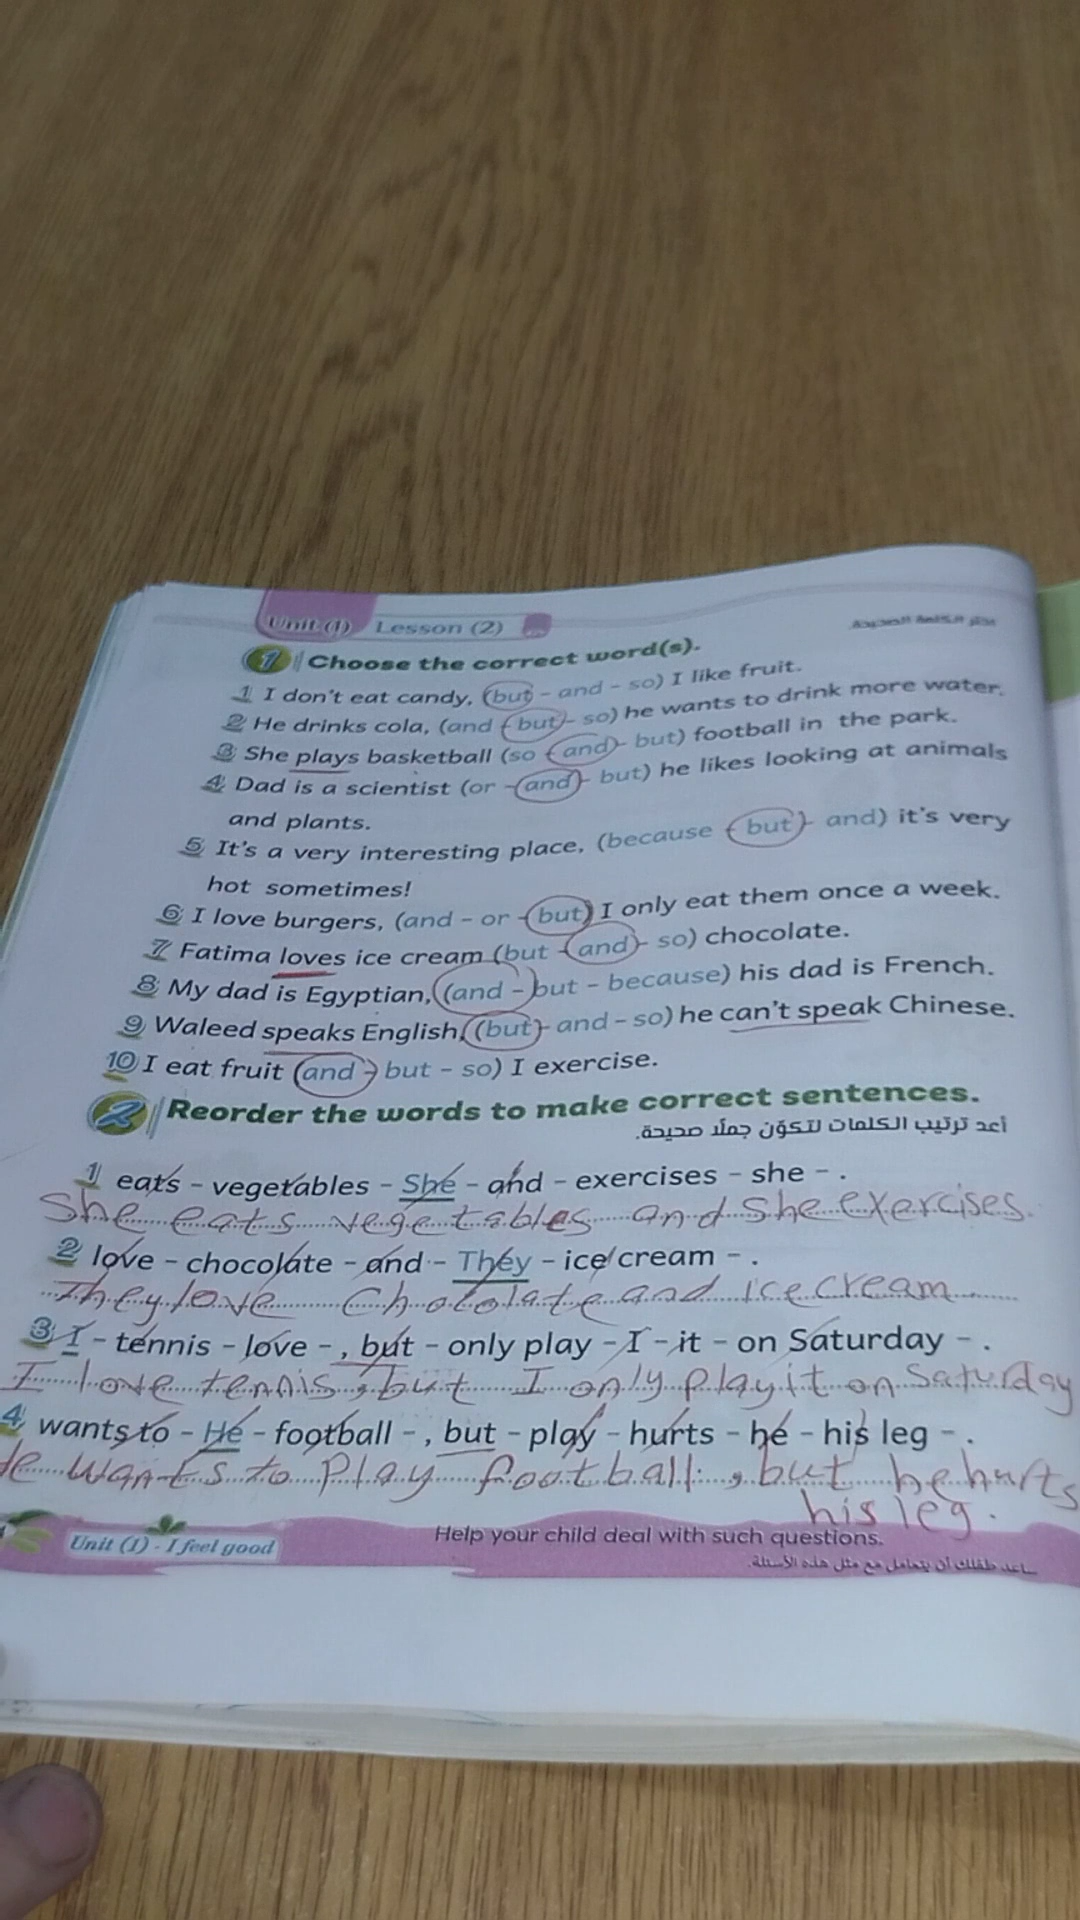 Unit (1) Lesson (2)
اختر الكلمة الصحيحة.
1 Choose the correct word(s).
1 I don't eat candy, (but - and - so) I like fruit.
2 He drinks cola, (and - but - so) he wants to drink more water.
3 She plays basketball (so - and - but) football in the park.
4 Dad is a scientist (or - and - but) he likes looking at animals
and plants.
5 It's a very interesting place, (because - but - and) it's very
hot sometimes!
6 I love burgers, (and - or - but) I only eat them once a week.
7 Fatima loves ice cream (but - and - so) chocolate.
8 My dad is Egyptian, (and - but - because) his dad is French.
9 Waleed speaks English, (but - and - so) he can't speak Chinese.
10 I eat fruit (and - but - so) I exercise.
2 Reorder the words to make correct sentences.
أعد ترتيب الكلمات لتكوّن جملًا صحيحة.
1 eats - vegetables - She - and - exercises - she - .
She eats vegetables and she exercises.
2 love - chocolate - and - They - ice cream - .
They love Chocolate and ice cream
3 I - tennis - love - , but - only play - I - it - on Saturday - .
I love tennis, but I only play it on Saturday
4 wants to - He - football - , but - play - hurts - he - his leg - .
He wants to Play football, but he hurts
his leg.
Unit (1) - I feel good
Help your child deal with such questions.
ساعد طفلك أن يتعامل مع مثل هذه الأسئلة.